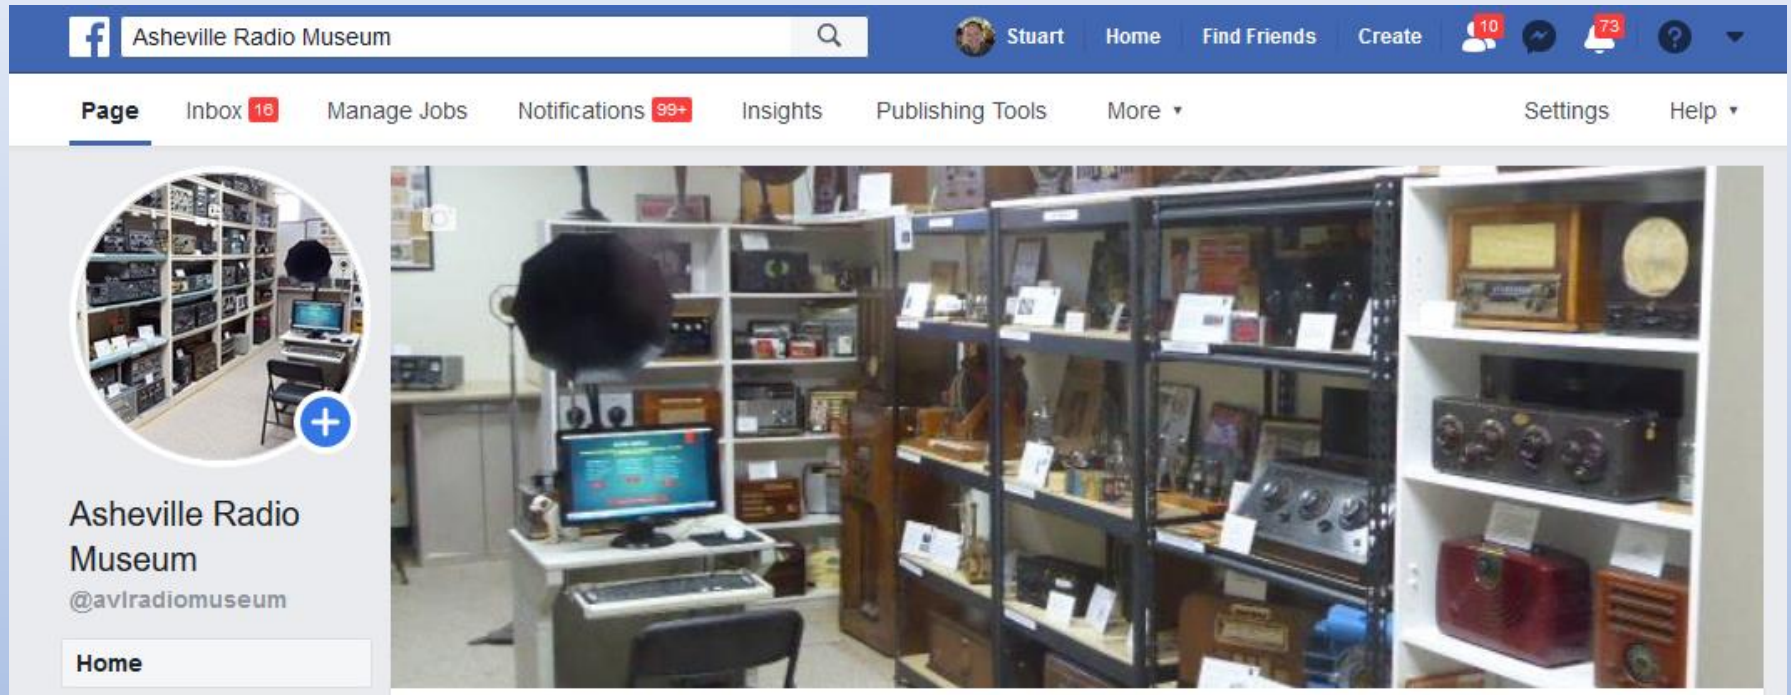 f Asheville Radio Museum Stuart Home Find Friends Create 10 73 ?
Page Inbox 16 Manage Jobs Notifications 99+ Insights Publishing Tools More Settings Help
Asheville Radio
Museum
@avlradiomuseum
Home